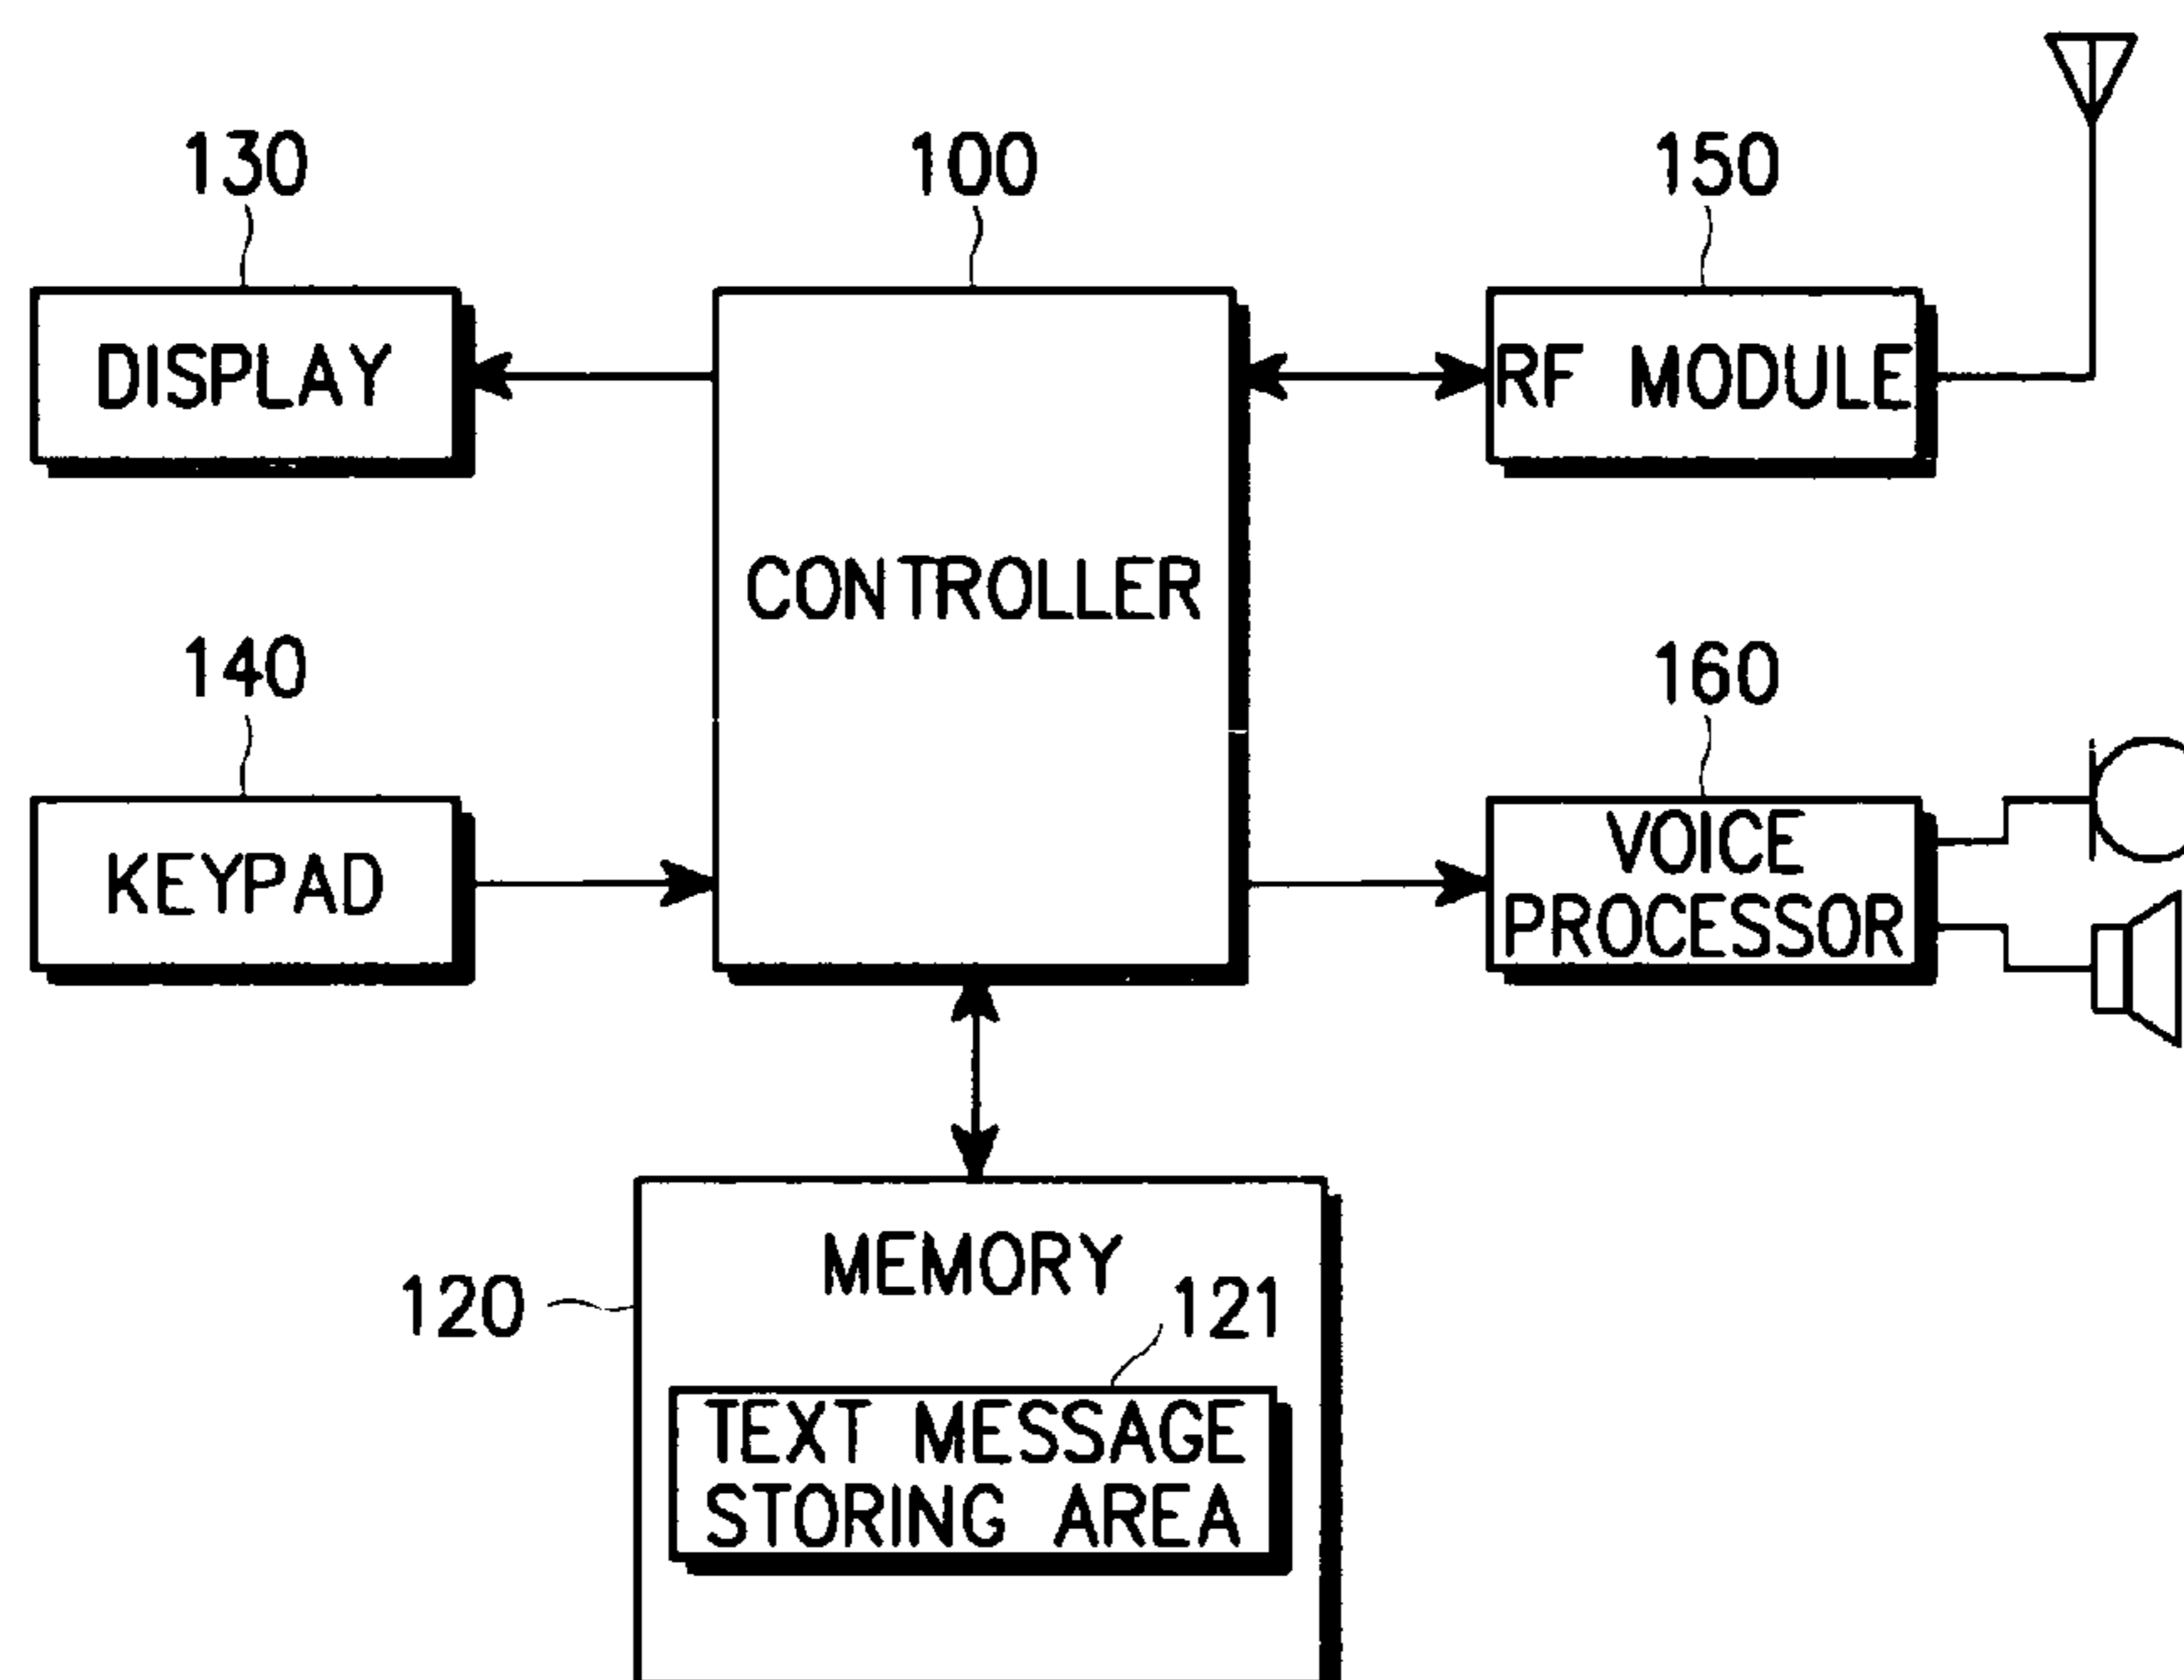 130
100
150
DISPLAY
RF MODULE
CONTROLLER
140
160
KEYPAD
VOICE
PROCESSOR
MEMORY
120
121
TEXT MESSAGE
STORING AREA